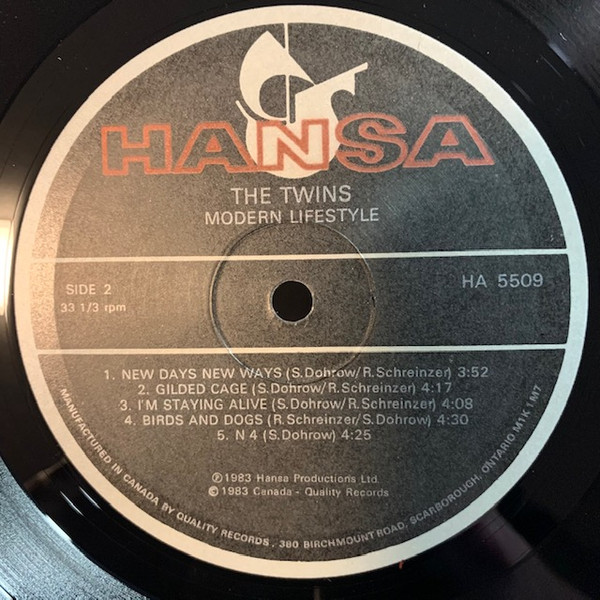 HANSA
THE TWINS
MODERN LIFESTYLE
SIDE 2
33 1/3 rpm
HA 5509
1. NEW DAYS NEW WAYS (S.Dohrow/R.Schreinzer) 3:52
2. GILDED CAGE (S.Dohrow/R.Schreinzer) 4:17
3. I'M STAYING ALIVE (S.Dohrow/R.Schreinzer) 4:08
4. BIRDS AND DOGS (R.Schreinzer/S.Dohrow) 4:30
5. N 4 (S.Dohrow) 4:25
℗1983 Hansa Productions Ltd.
©1983 Canada - Quality Records
MANUFACTURED IN CANADA BY QUALITY RECORDS, 380 BIRCHMOUNT ROAD, SCARBOROUGH, ONTARIO M1K 1M7